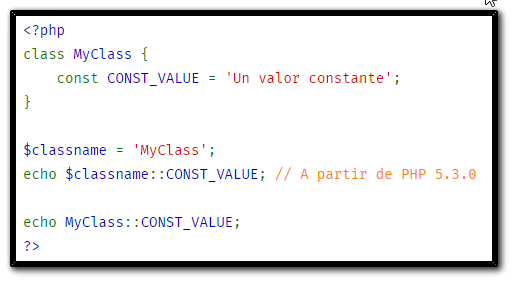 <?php
class MyClass {
    const CONST_VALUE = 'Un valor constante';
}
$classname = 'MyClass';
echo $classname::CONST_VALUE; // A partir de PHP 5.3.0
echo MyClass::CONST_VALUE;
?>